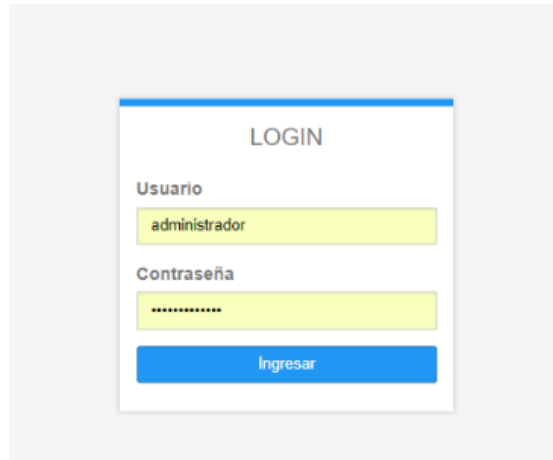 LOGIN
Usuario
administrador
Contraseña
•••••••••••••
Ingresar